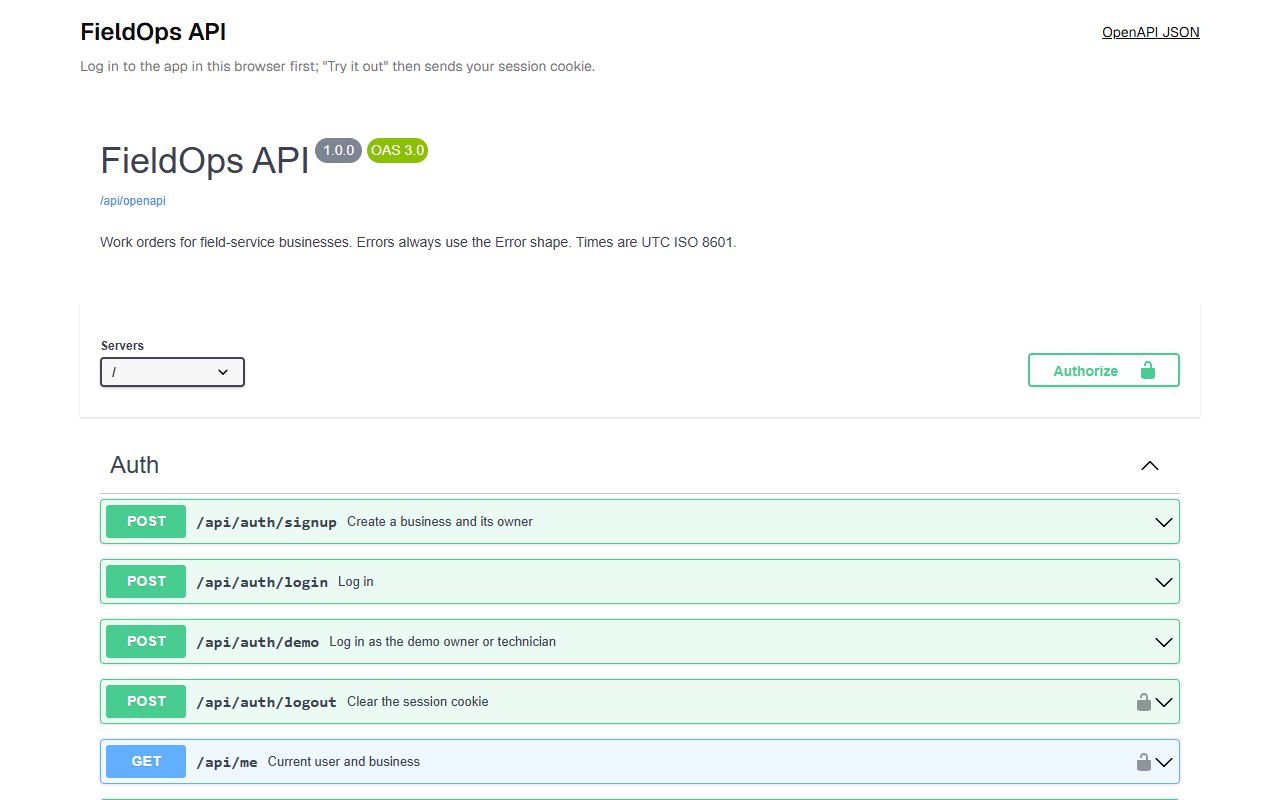 FieldOps API
OpenAPI JSON
Log in to the app in this browser first; "Try it out" then sends your session cookie.
FieldOps API 1.0.0 OAS 3.0
/api/openapi
Work orders for field-service businesses. Errors always use the Error shape. Times are UTC ISO 8601.
Servers
/
Authorize
Auth
POST /api/auth/signup Create a business and its owner
POST /api/auth/login Log in
POST /api/auth/demo Log in as the demo owner or technician
POST /api/auth/logout Clear the session cookie
GET /api/me Current user and business